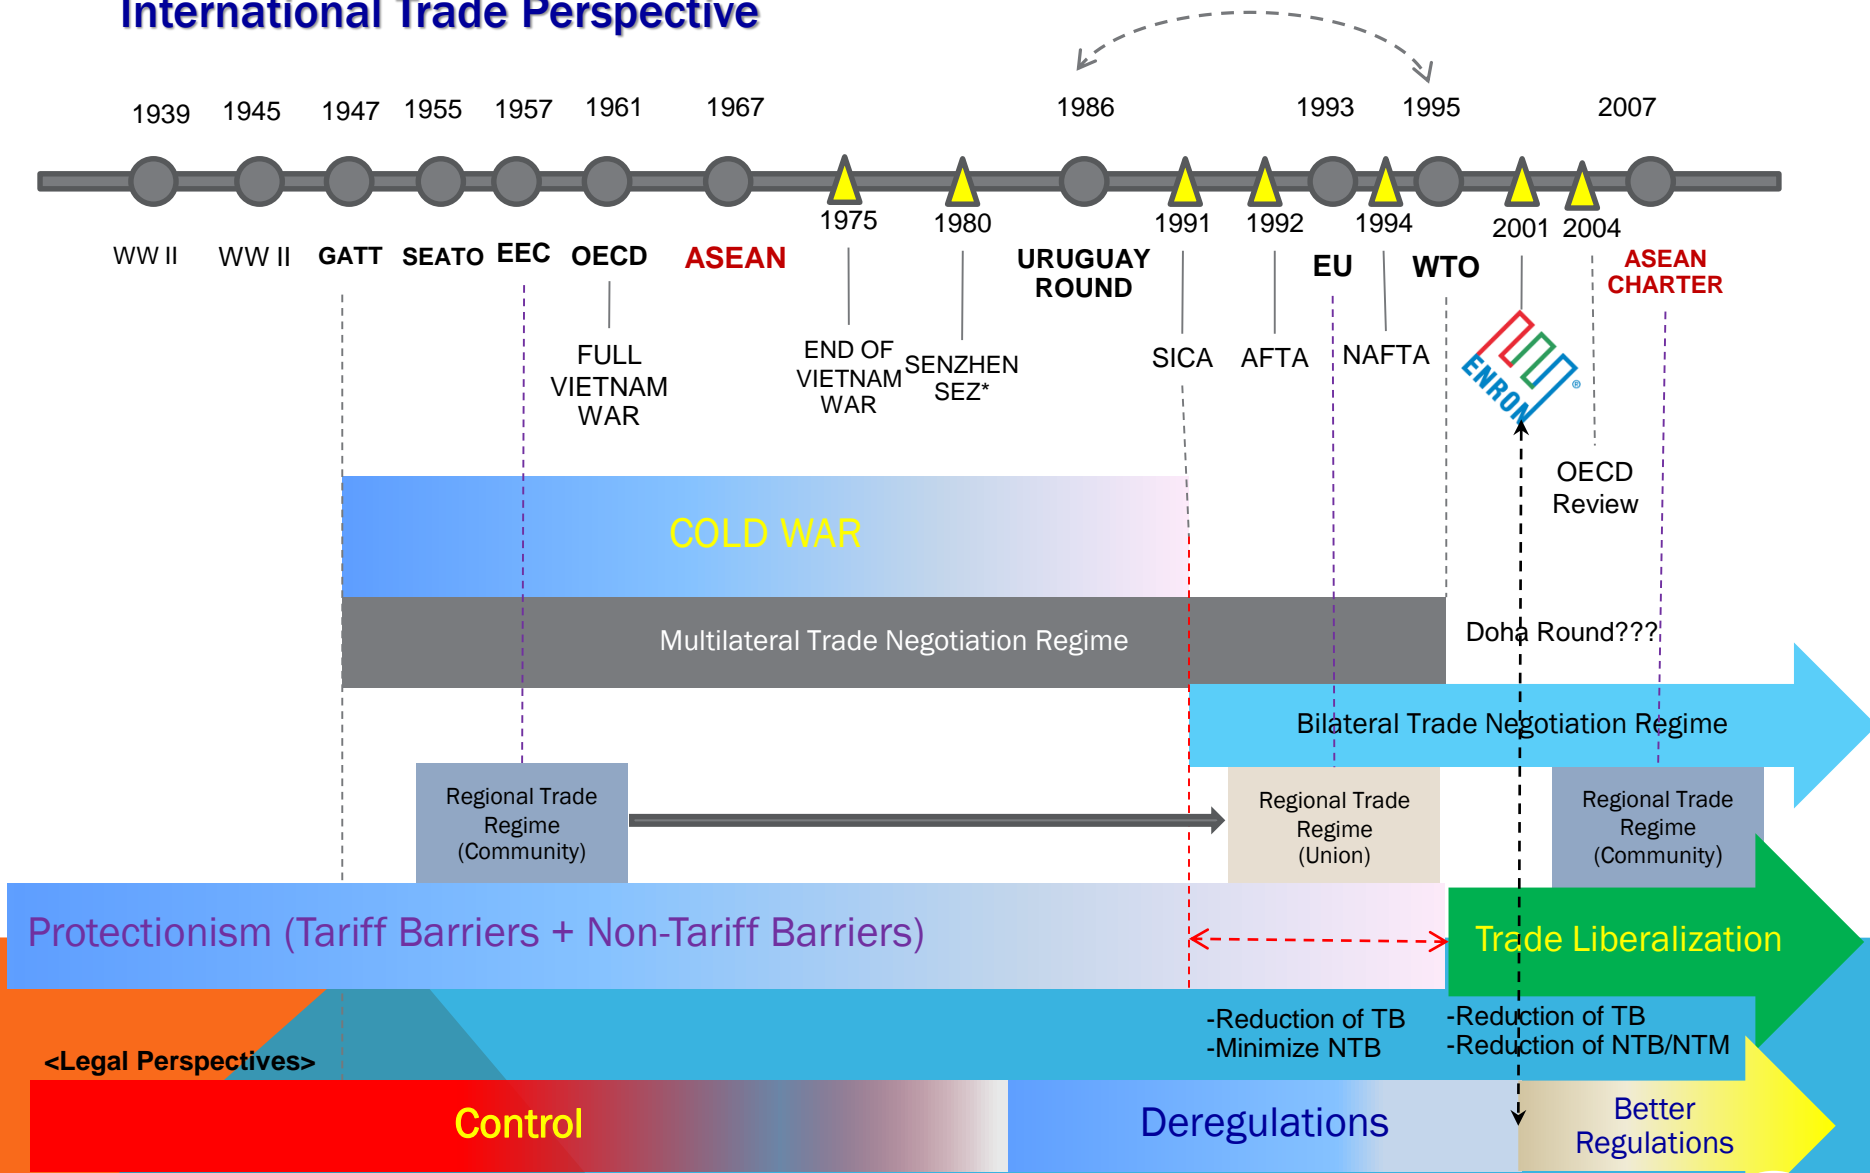 International Trade Perspective
1939 1945 1947 1955 1957 1961 1967 1986 1993 1995 2007
1975 1980 1991 1992 1994 2001 2004
WW II WW II GATT SEATO EEC OECD ASEAN URUGUAY
ROUND EU WTO ASEAN
CHARTER
FULL
VIETNAM
WAR
END OF
VIETNAM
WAR
SENZHEN
SEZ*
SICA AFTA NAFTA
ENRON
®
OECD
Review
COLD WAR
Multilateral Trade Negotiation Regime
Doha Round???
Bilateral Trade Negotiation Regime
Regional Trade
Regime
(Community)
Regional Trade
Regime
(Union)
Regional Trade
Regime
(Community)
Protectionism (Tariff Barriers + Non-Tariff Barriers)
Trade Liberalization
-Reduction of TB
-Minimize NTB
-Reduction of TB
-Reduction of NTB/NTM
<Legal Perspectives>
Control
Deregulations
Better
Regulations